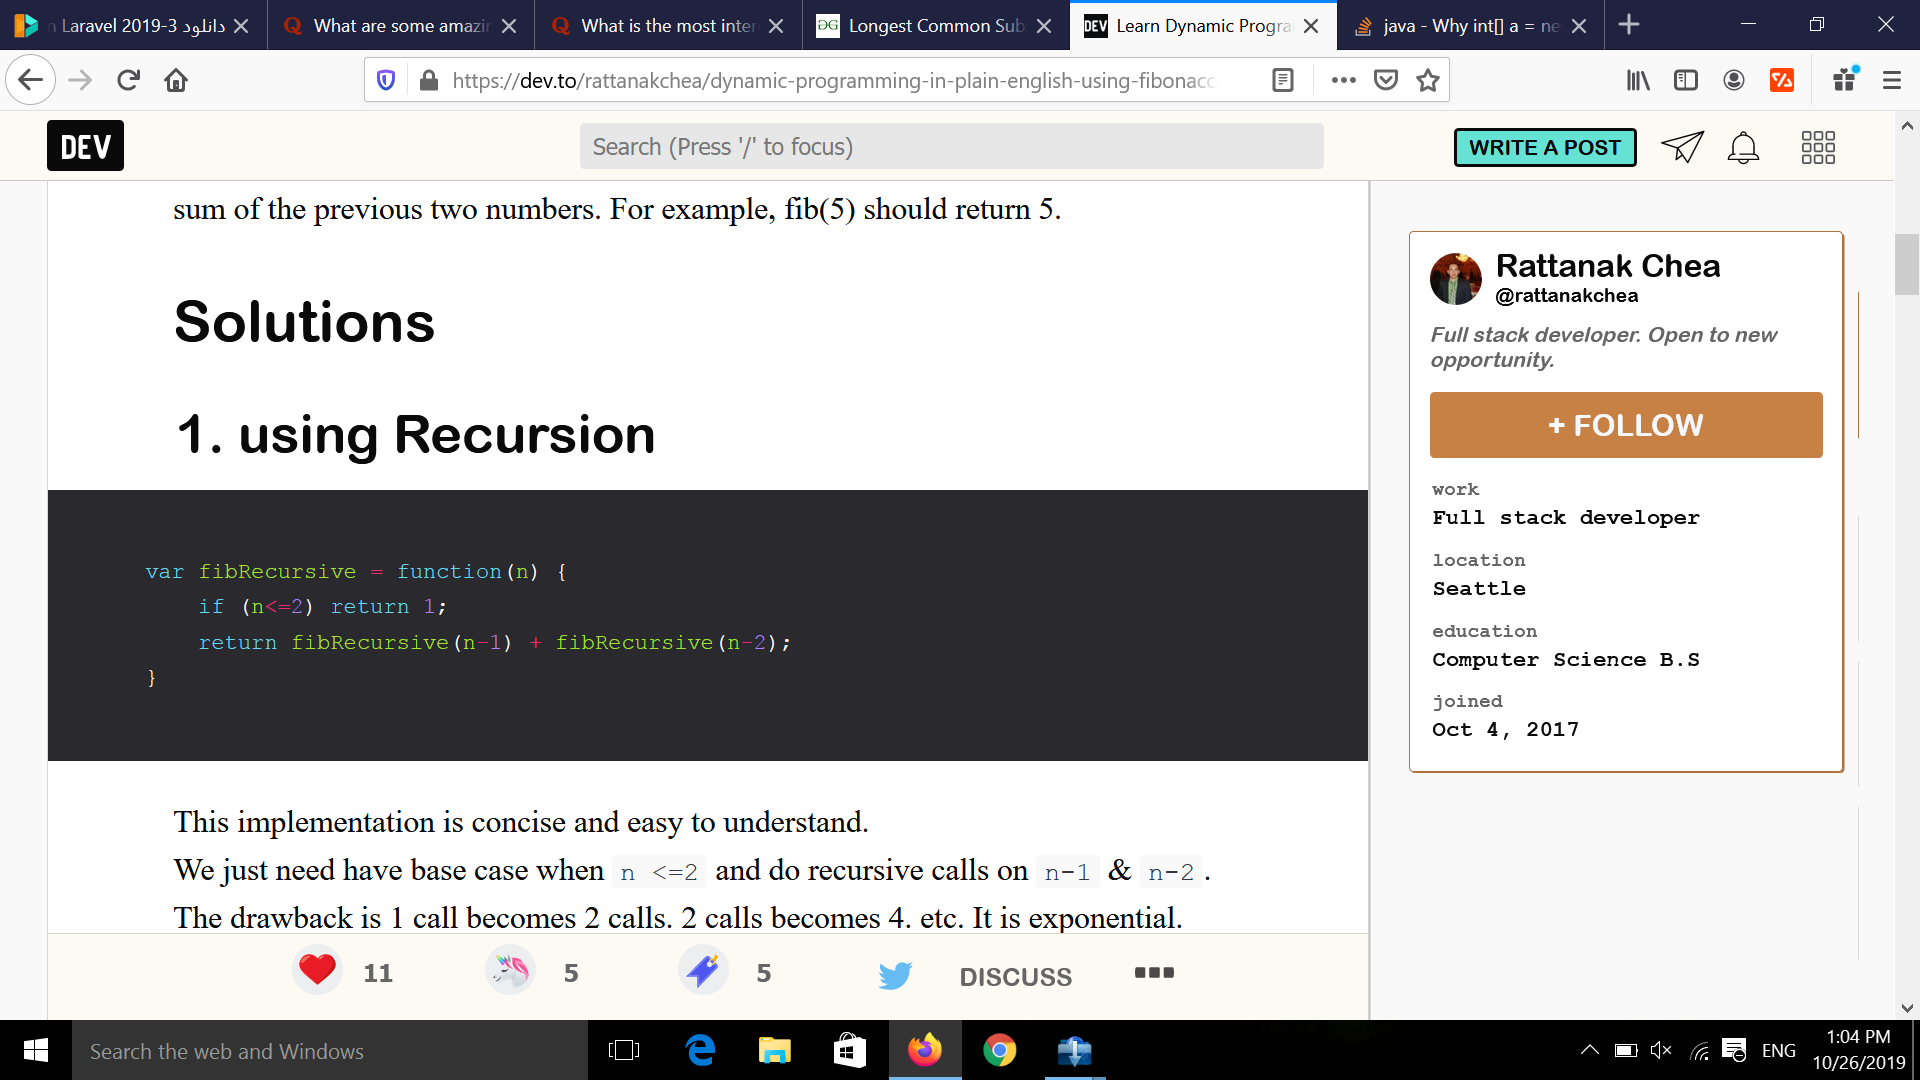 دانلود Laravel 2019-3
What are some amazi
What is the most inte
GG Longest Common Sub
DEV Learn Dynamic Progra
java - Why int[] a = ne
https://dev.to/rattanakchea/dynamic-programming-in-plain-english-using-fibonacc
DEV
Search (Press '/' to focus)
WRITE A POST
sum of the previous two numbers. For example, fib(5) should return 5.
Solutions
1. using Recursion
var fibRecursive = function(n) {
if (n<=2) return 1;
return fibRecursive(n-1) + fibRecursive(n-2);
}
This implementation is concise and easy to understand.
We just need have base case when n <=2 and do recursive calls on n-1 & n-2 .
The drawback is 1 call becomes 2 calls. 2 calls becomes 4. etc. It is exponential.
11
5
5
DISCUSS
Rattanak Chea
@rattanakchea
Full stack developer. Open to new
opportunity.
+ FOLLOW
work
Full stack developer
location
Seattle
education
Computer Science B.S
joined
Oct 4, 2017
Search the web and Windows
ENG
1:04 PM
10/26/2019